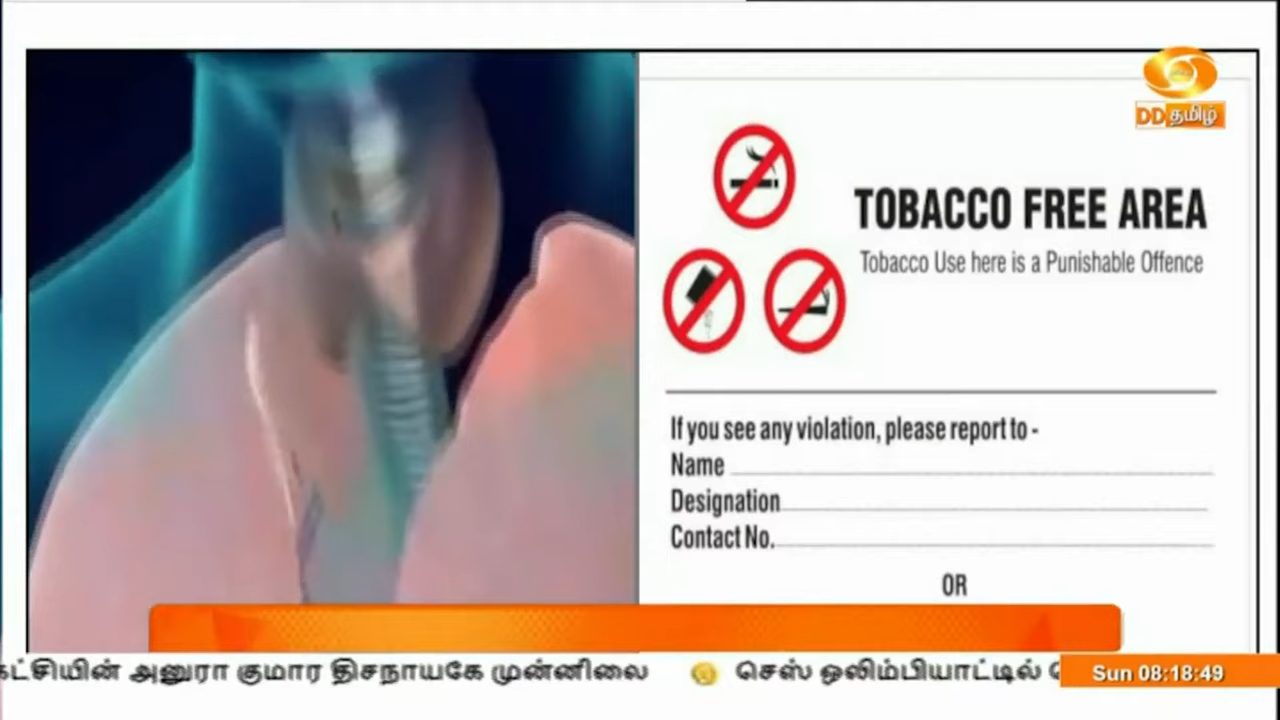 DD தமிழ்
TOBACCO FREE AREA
Tobacco Use here is a Punishable Offence
If you see any violation, please report to -
Name
Designation
Contact No.
OR
அனுரா குமார திசநாயகே முன்னிலை
செஸ் ஒலிம்பியாட்டில்
Sun 08:18:49